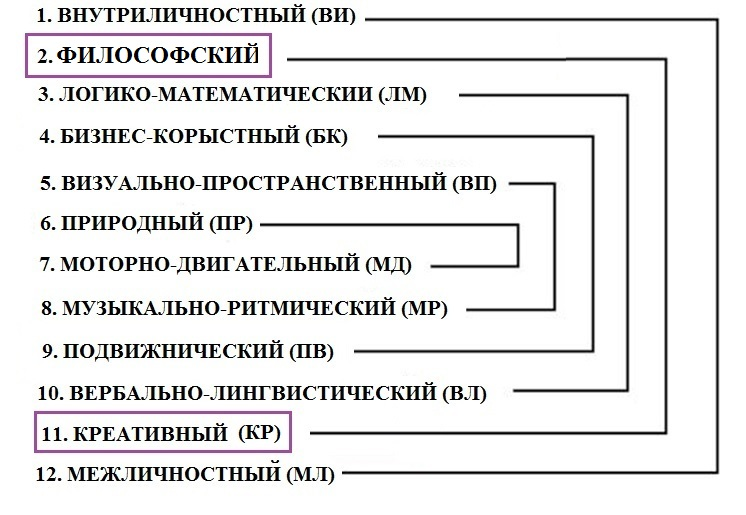 1. ВНУТРИЛИЧНОСТНЫЙ (ВИ)
2. ФИЛОСОФСКИЙ
3. ЛОГИКО-МАТЕМАТИЧЕСКИИ (ЛМ)
4. БИЗНЕС-КОРЫСТНЫЙ (БК)
5. ВИЗУАЛЬНО-ПРОСТРАНСТВЕННЫЙ (ВП)
6. ПРИРОДНЫЙ (ПР)
7. МОТОРНО-ДВИГАТЕЛЬНЫЙ (МД)
8. МУЗЫКАЛЬНО-РИТМИЧЕСКИЙ (МР)
9. ПОДВИЖНИЧЕСКИЙ (ПВ)
10. ВЕРБАЛЬНО-ЛИНГВИСТИЧЕСКИЙ (ВЛ)
11. КРЕАТИВНЫЙ (КР)
12. МЕЖЛИЧНОСТНЫЙ (МЛ)